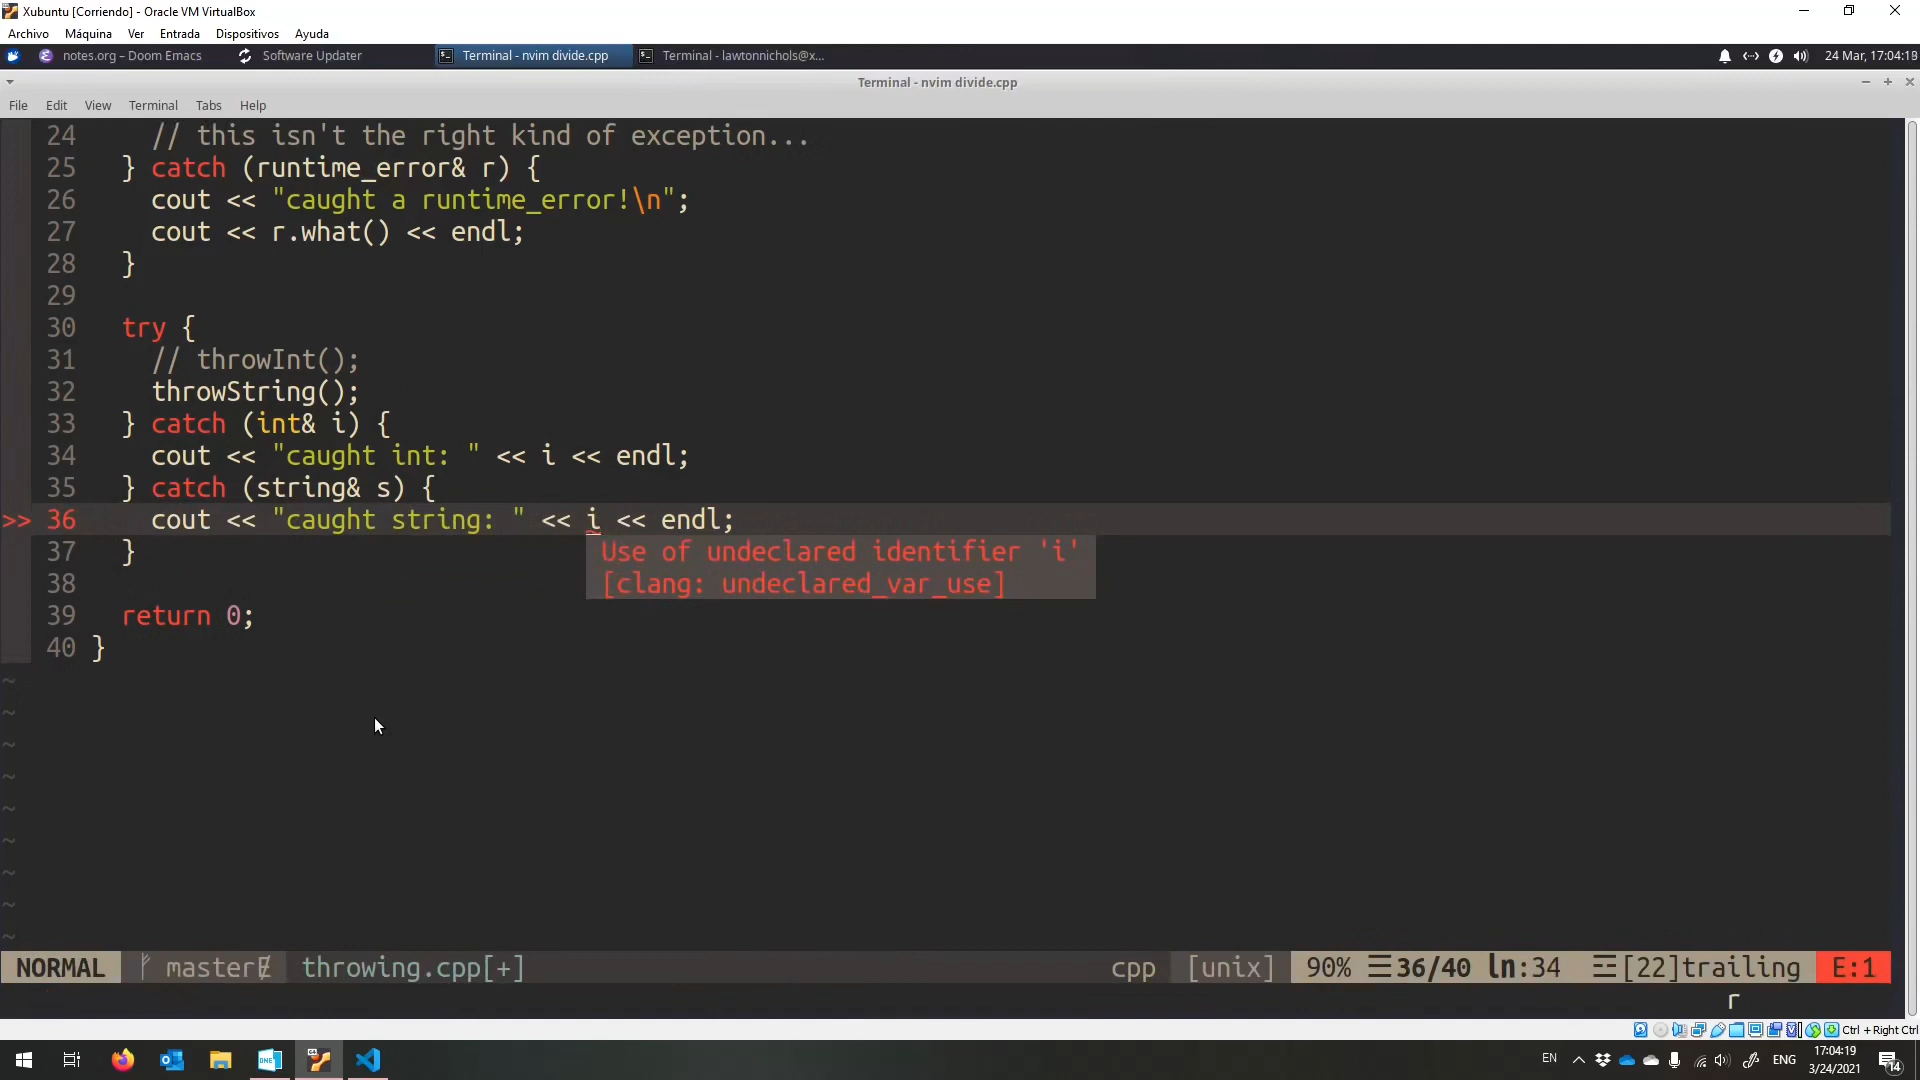 Xubuntu [Corriendo] - Oracle VM VirtualBox
Archivo Máquina Ver Entrada Dispositivos Ayuda
notes.org – Doom Emacs Software Updater Terminal - nvim divide.cpp Terminal - lawtonnichols@x... 24 Mar, 17:04:18
Terminal - nvim divide.cpp
File Edit View Terminal Tabs Help
24 // this isn't the right kind of exception...
25 } catch (runtime_error& r) {
26 cout << "caught a runtime_error!\n";
27 cout << r.what() << endl;
28 }
29
30 try {
31 // throwInt();
32 throwString();
33 } catch (int& i) {
34 cout << "caught int: " << i << endl;
35 } catch (string& s) {
>> 36 cout << "caught string: " << i << endl;
37 }
Use of undeclared identifier 'i'
38
[clang: undeclared_var_use]
39 return 0;
40 }
~
~
~
~
~
~
~
~
~
NORMAL master throwing.cpp[+] cpp [unix] 90% ☰36/40 ln:34 ☲[22]trailing E:1
r
Ctrl + Right Ctrl
EN ENG 17:04:19
3/24/2021
14